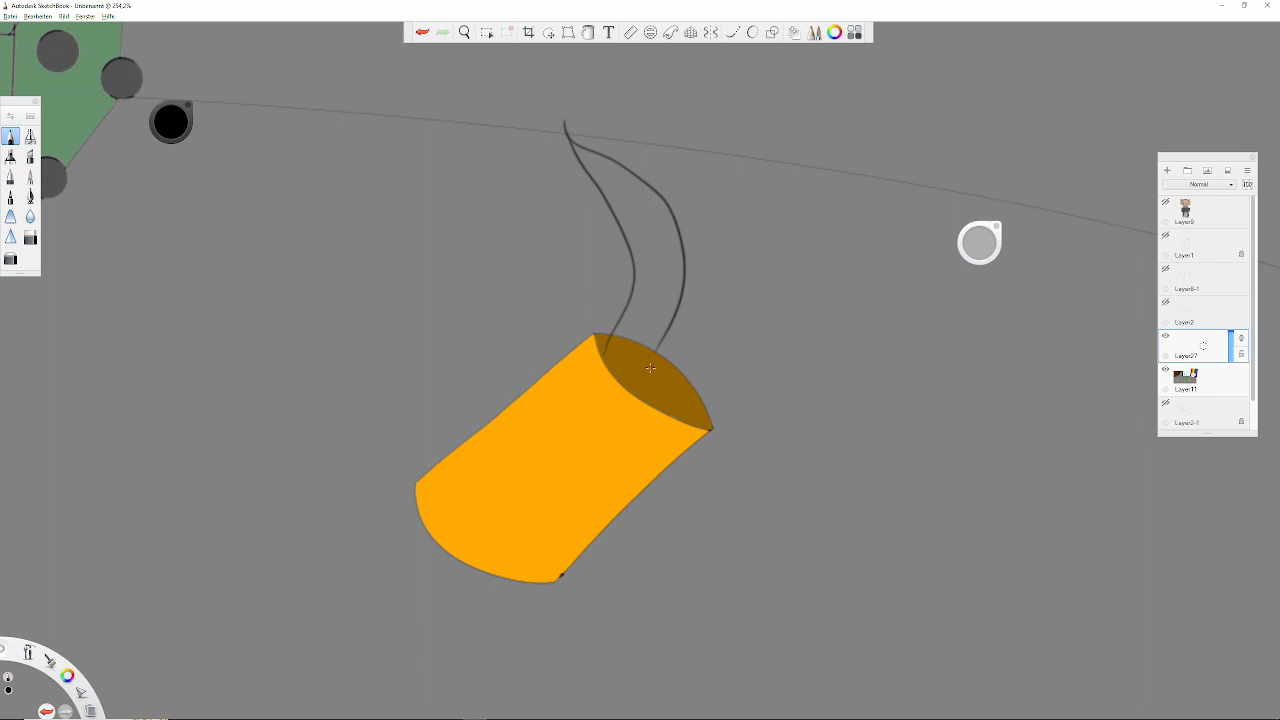 Autodesk SketchBook - Unbenannt @ 254,2%
Datei Bearbeiten Bild Fenster Hilfe
Normal
100
Layer9
Layer1
Layer8-1
Layer2
Layer27
Layer11
Layer2-1